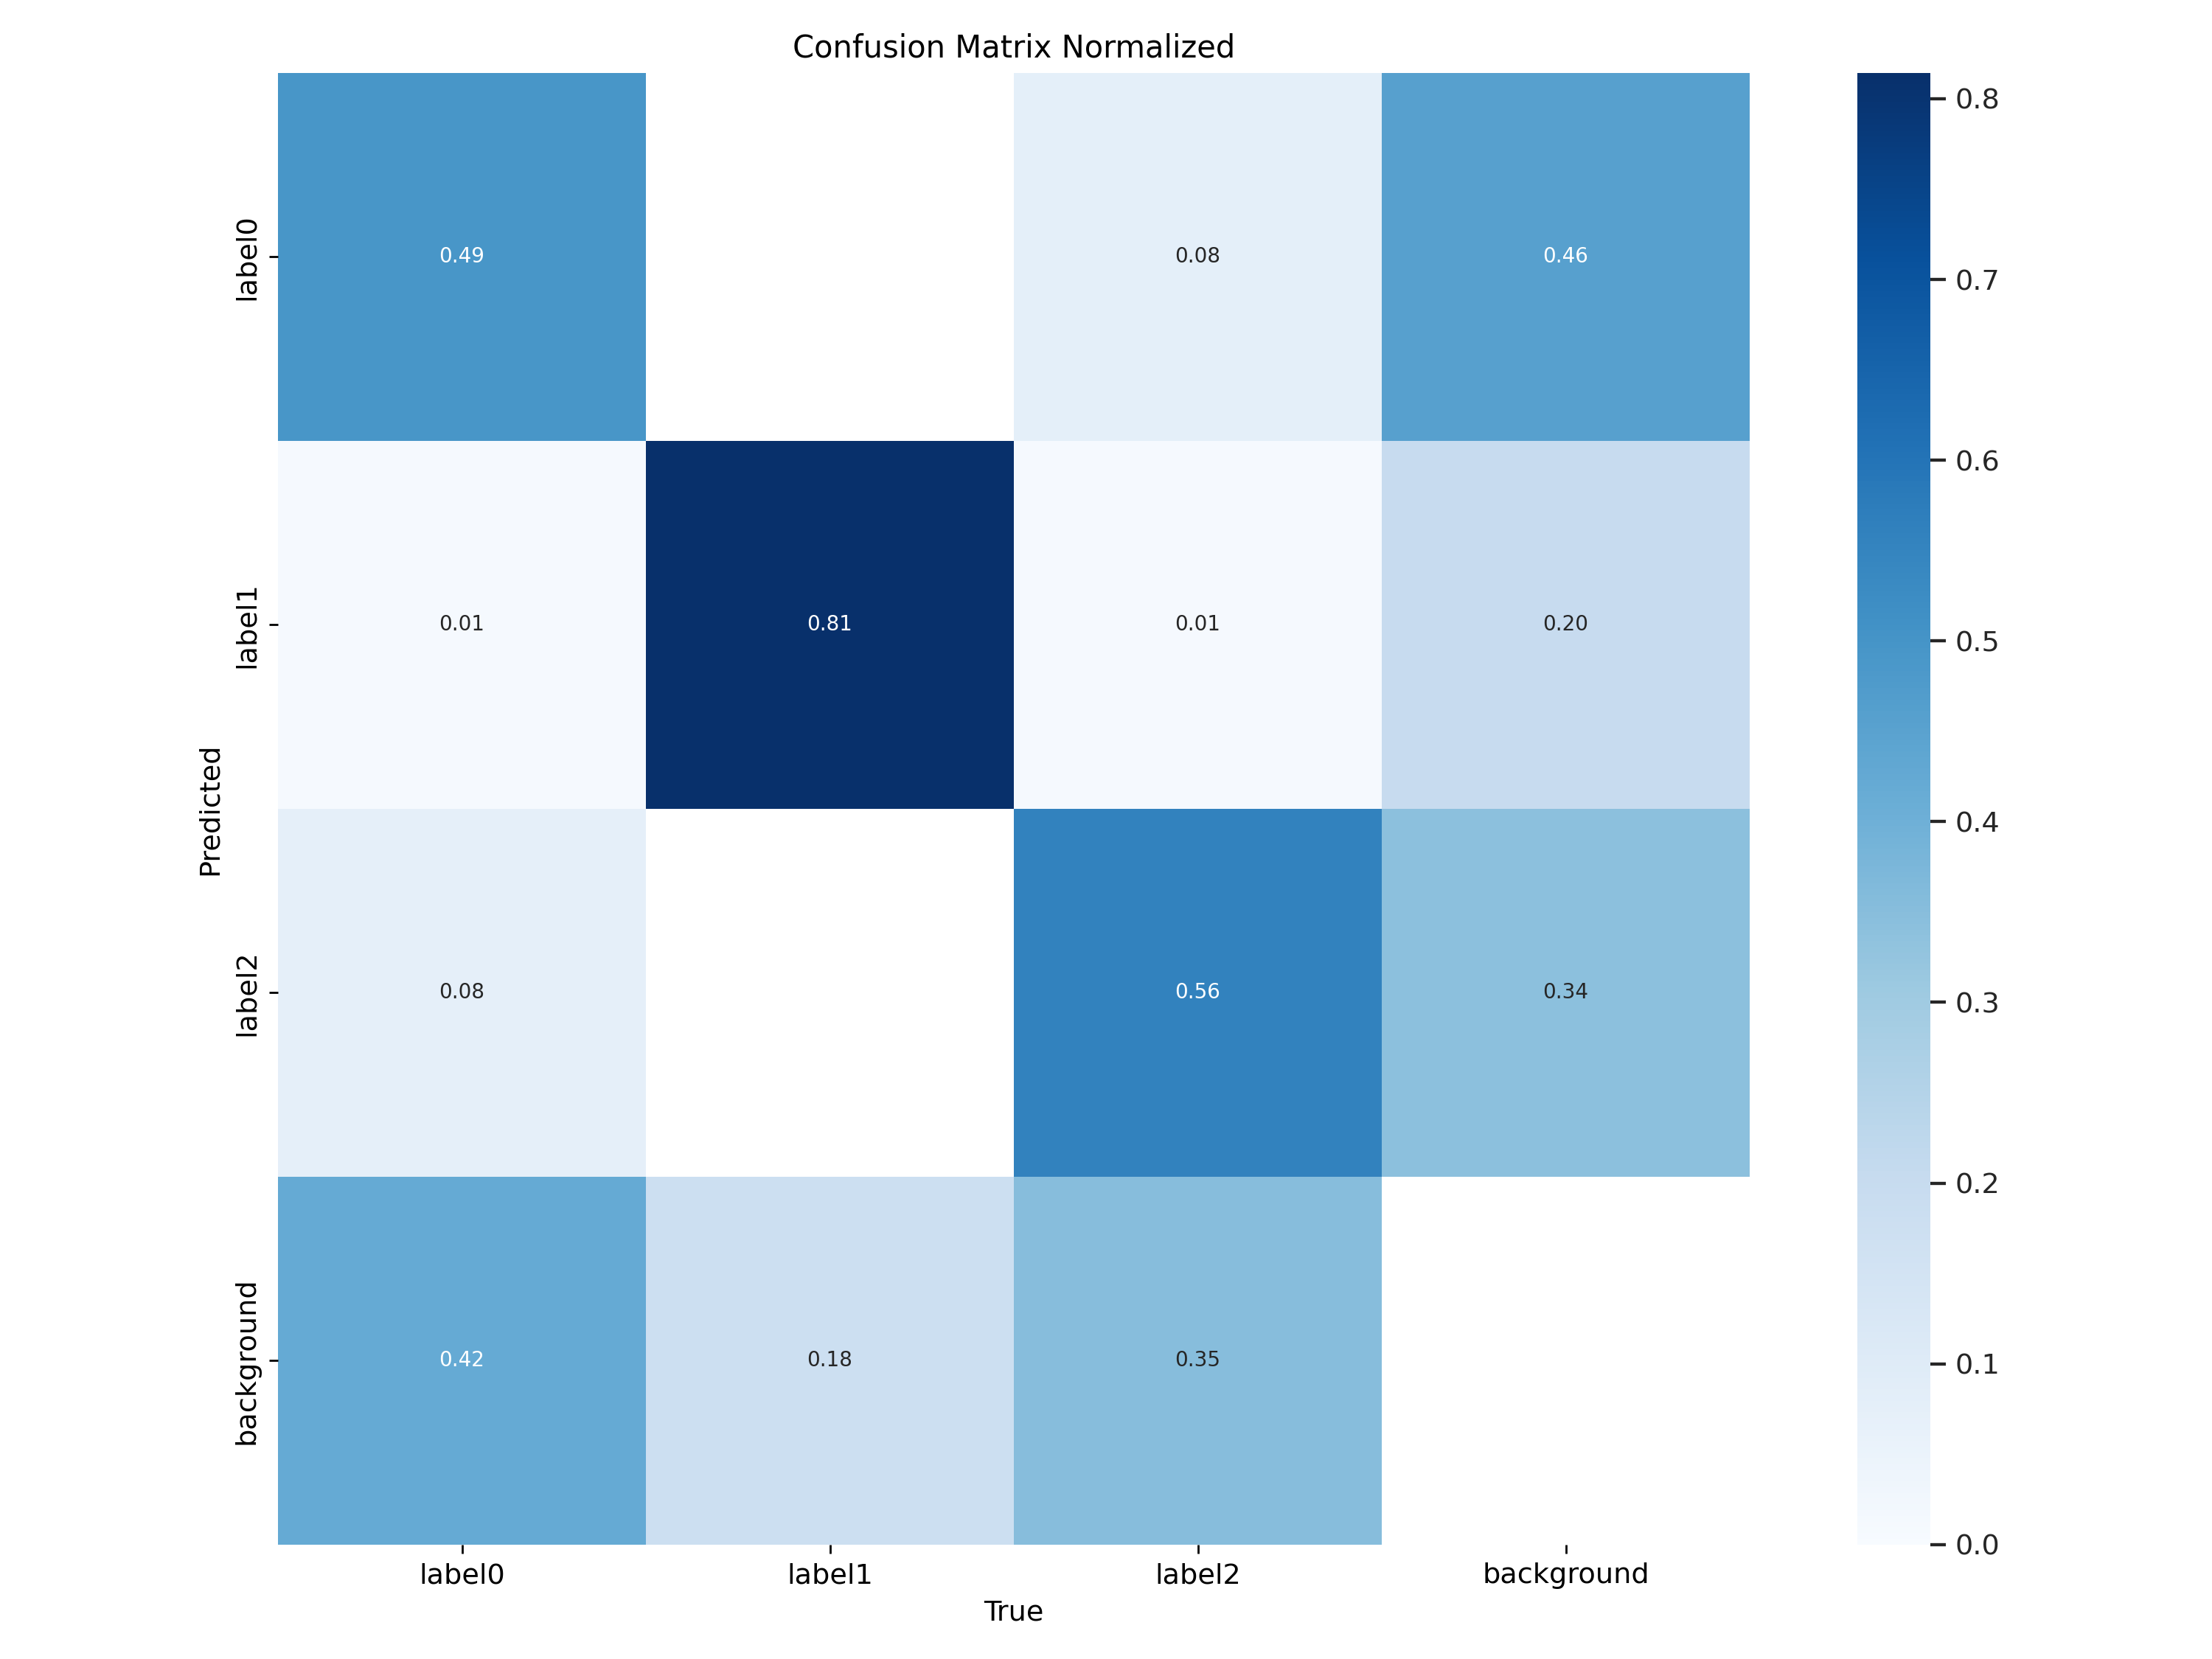 Confusion Matrix Normalized
label0
0.49
0.08
0.46
label1
0.01
0.81
0.01
0.20
label2
0.08
0.56
0.34
background
0.42
0.18
0.35
Predicted
label0
label1
label2
background
True
0.8
0.7
0.6
0.5
0.4
0.3
0.2
0.1
0.0